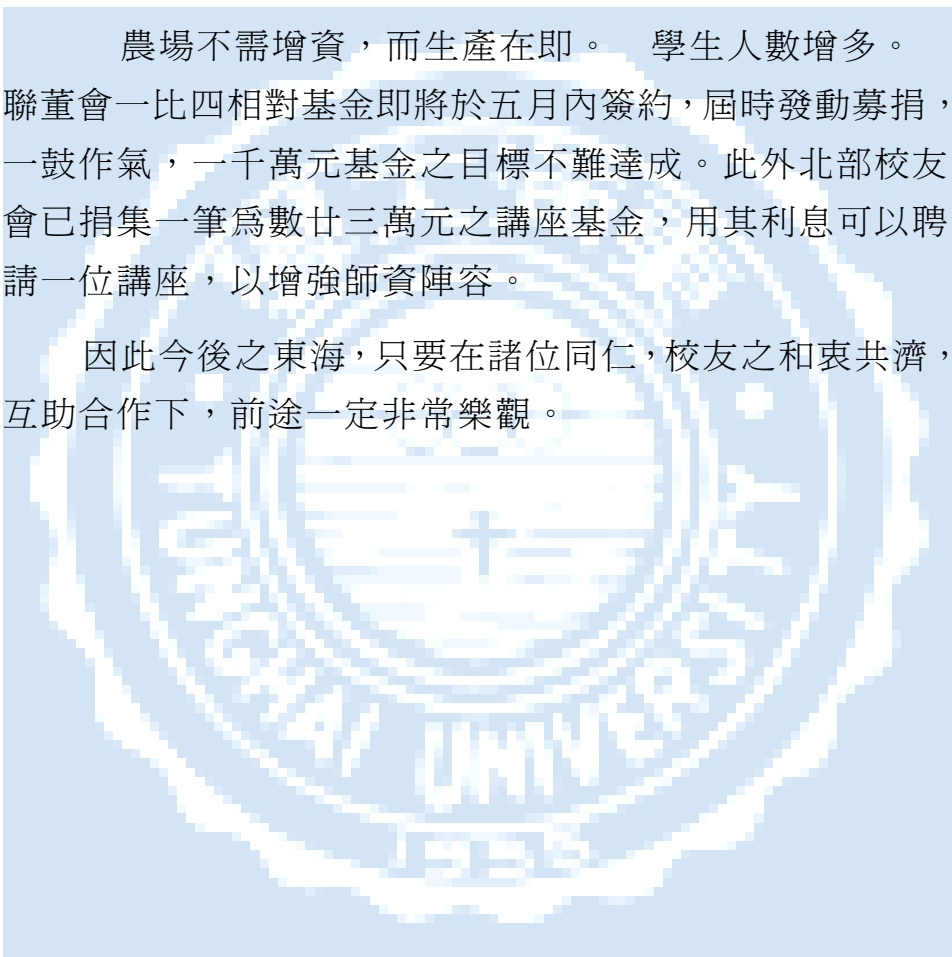 農場不需增資，而生產在即。　學生人數增多。
聯董會一比四相對基金即將於五月內簽約，屆時發動募捐，
一鼓作氣，一千萬元基金之目標不難達成。此外北部校友
會已捐集一筆爲數廿三萬元之講座基金，用其利息可以聘
請一位講座，以增強師資陣容。
因此今後之東海，只要在諸位同仁，校友之和衷共濟，
互助合作下，前途一定非常樂觀。
TUNGHAI UNIVERSITY
1955